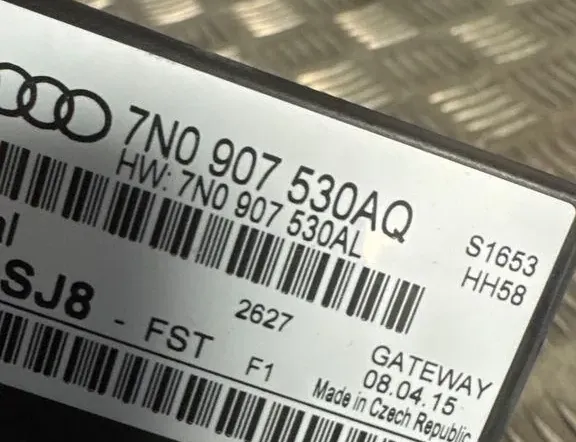 7N0 907 530AQ
HW: 7N0 907 530AL
S1653
HH58
al
SJ8 - FST
2627
F1
GATEWAY
08.04.15
Made in Czech Republic